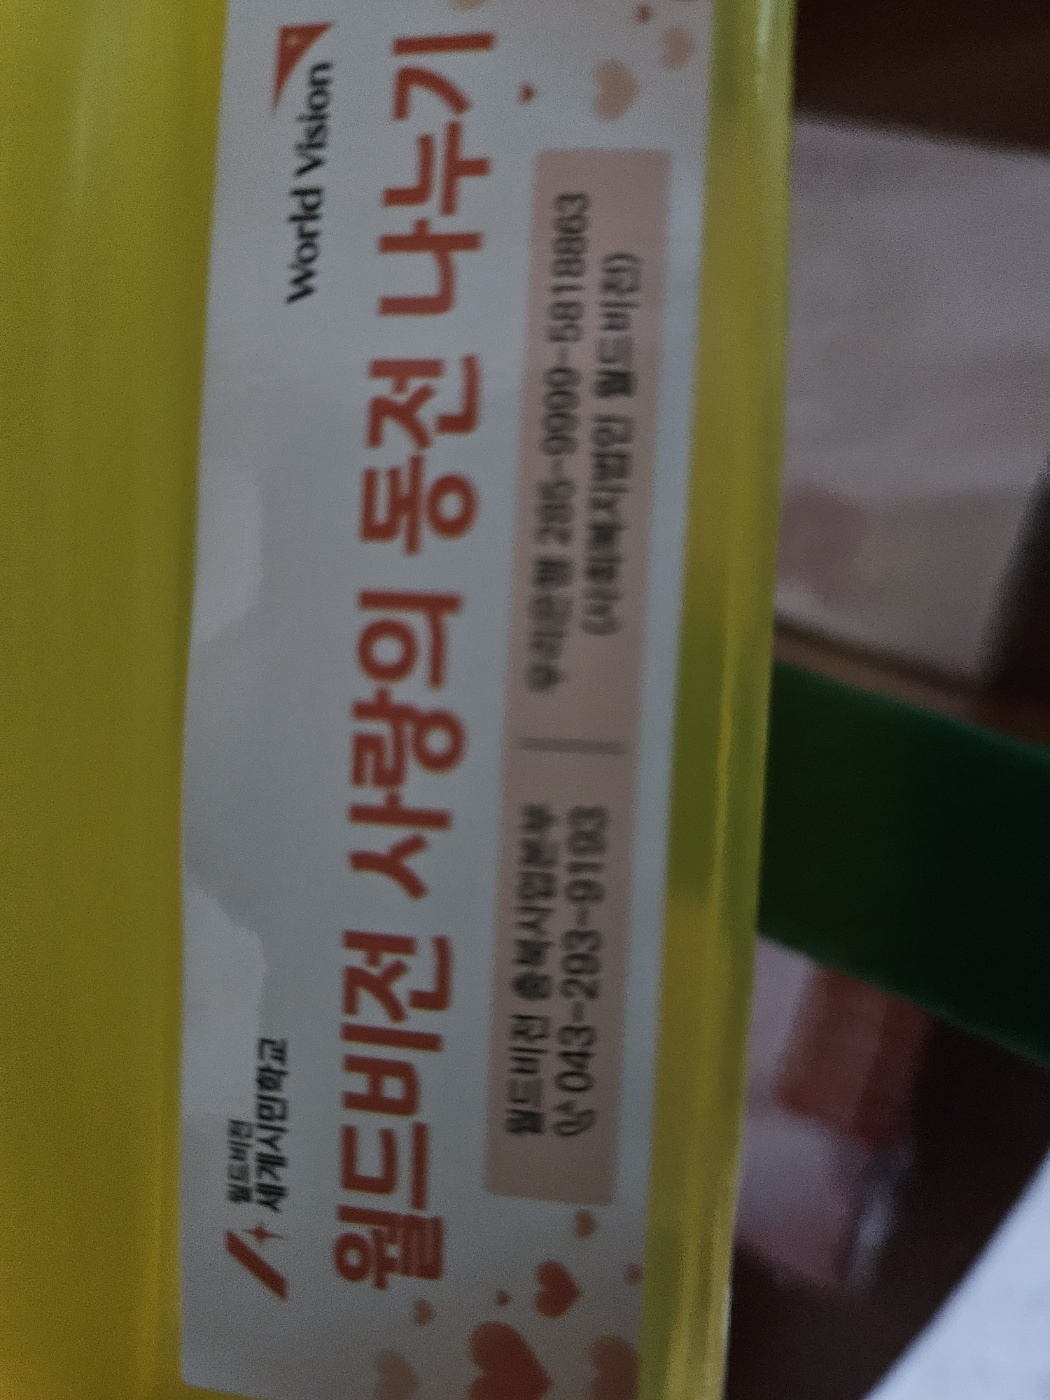 월드비전
세계시민학교
World Vision
월드비전 사랑의 동전 나누기
월드비전 충북사업본부
043-293-9193
우리은행 285-9999-5818863
(사회복지법인 월드비전)